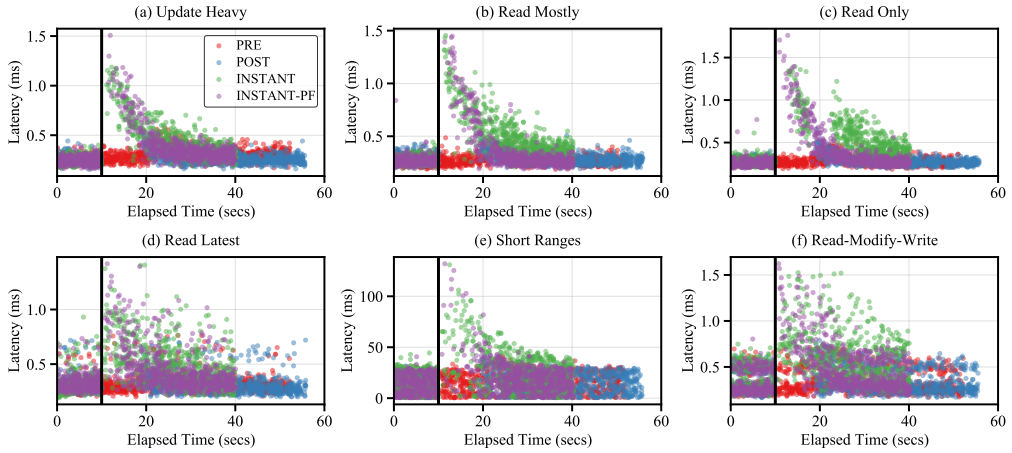 (a) Update Heavy
Latency (ms)
1.5
1.0
0.5
0 20 40 60
Elapsed Time (secs)
PRE
POST
INSTANT
INSTANT-PF
(b) Read Mostly
Latency (ms)
1.5
1.0
0.5
0 20 40 60
Elapsed Time (secs)
(c) Read Only
Latency (ms)
1.5
1.0
0.5
0 20 40 60
Elapsed Time (secs)
(d) Read Latest
Latency (ms)
1.0
0.5
0 20 40 60
Elapsed Time (secs)
(e) Short Ranges
Latency (ms)
100
50
0
0 20 40 60
Elapsed Time (secs)
(f) Read-Modify-Write
Latency (ms)
1.5
1.0
0.5
0 20 40 60
Elapsed Time (secs)